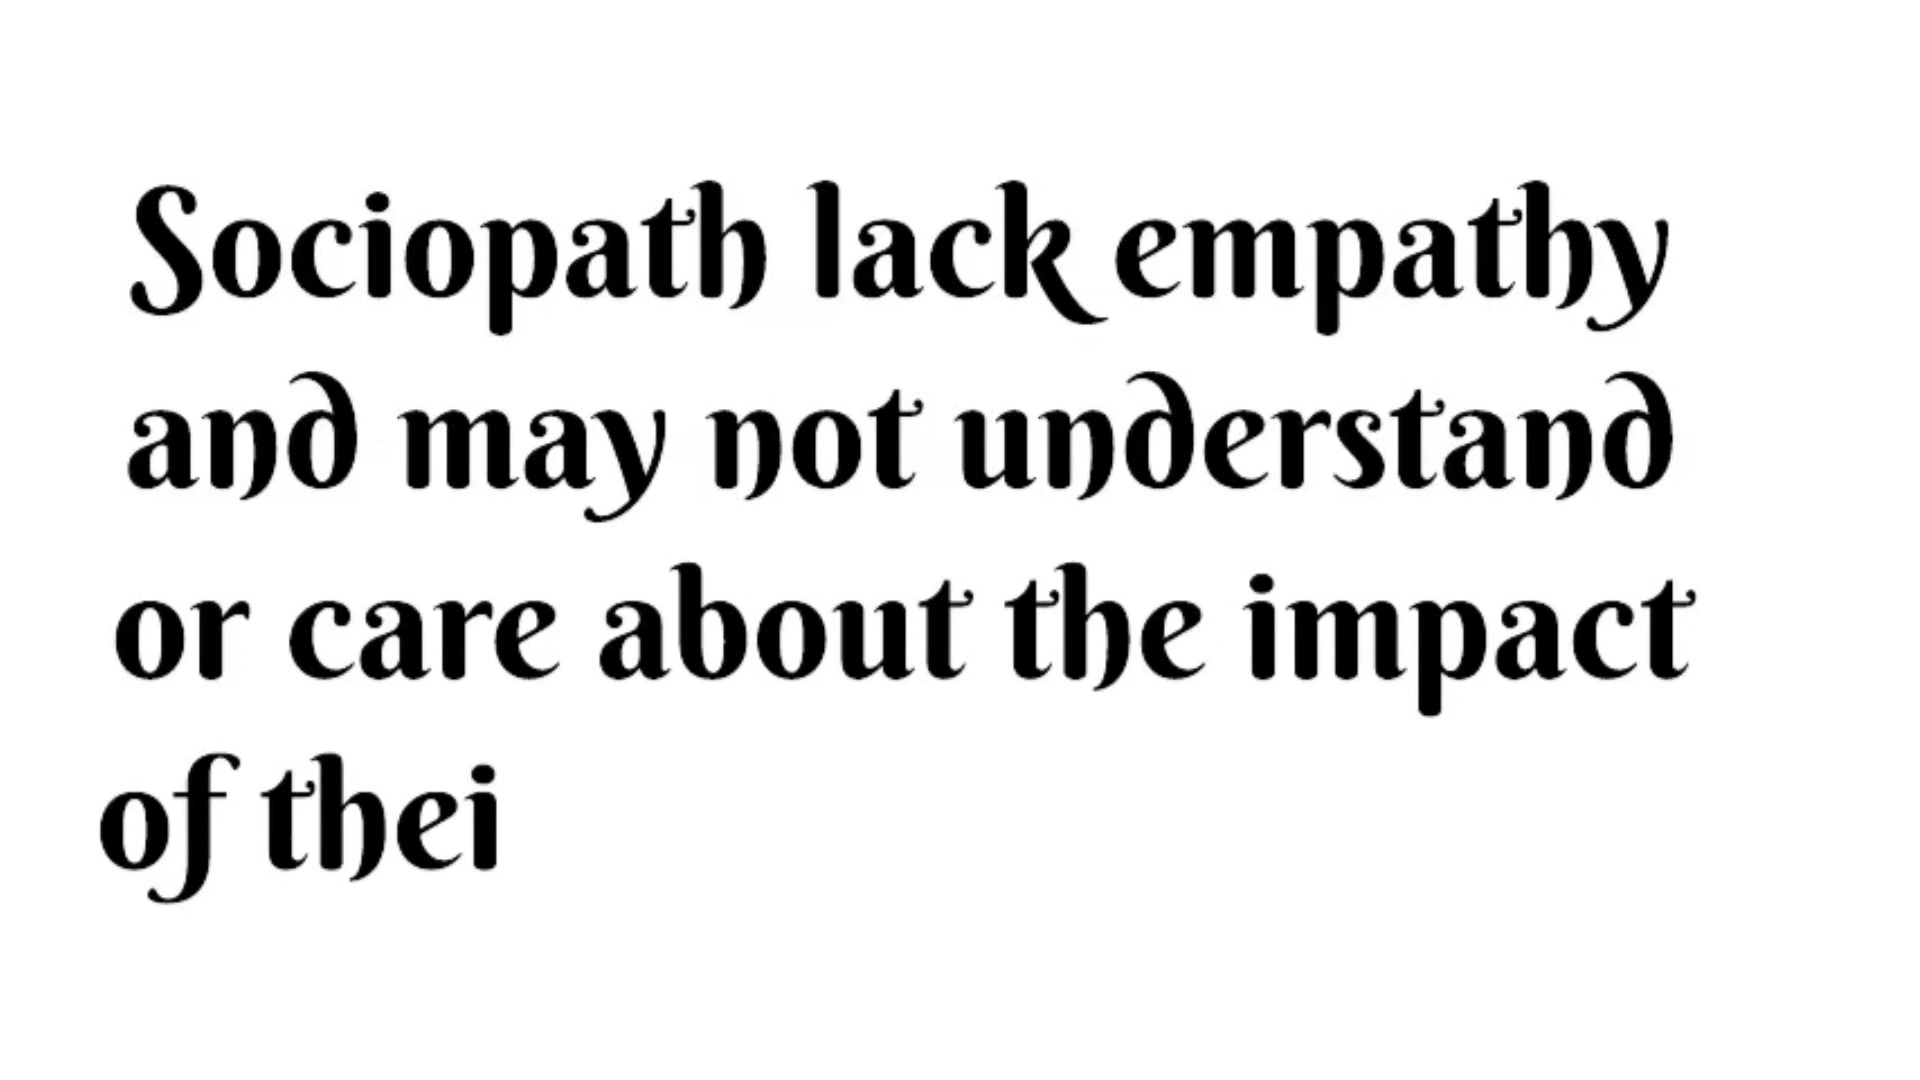 Sociopath lack empathy
and may not understand
or care about the impact
of thei